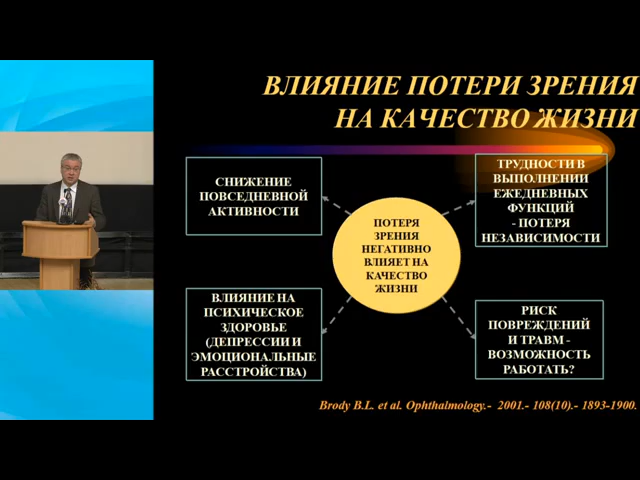 ВЛИЯНИЕ ПОТЕРИ ЗРЕНИЯ
НА КАЧЕСТВО ЖИЗНИ
СНИЖЕНИЕ
ПОВСЕДНЕВНОЙ
АКТИВНОСТИ
ТРУДНОСТИ В
ВЫПОЛНЕНИИ
ЕЖЕДНЕВНЫХ
ФУНКЦИЙ
- ПОТЕРЯ
НЕЗАВИСИМОСТИ
ПОТЕРЯ
ЗРЕНИЯ
НЕГАТИВНО
ВЛИЯЕТ НА
КАЧЕСТВО
ЖИЗНИ
ВЛИЯНИЕ НА
ПСИХИЧЕСКОЕ
ЗДОРОВЬЕ
(ДЕПРЕССИИ И
ЭМОЦИОНАЛЬНЫЕ
РАССТРОЙСТВА)
РИСК
ПОВРЕЖДЕНИЙ
И ТРАВМ -
ВОЗМОЖНОСТЬ
РАБОТАТЬ?
Brody B.L. et al. Ophthalmology.- 2001.- 108(10).- 1893-1900.